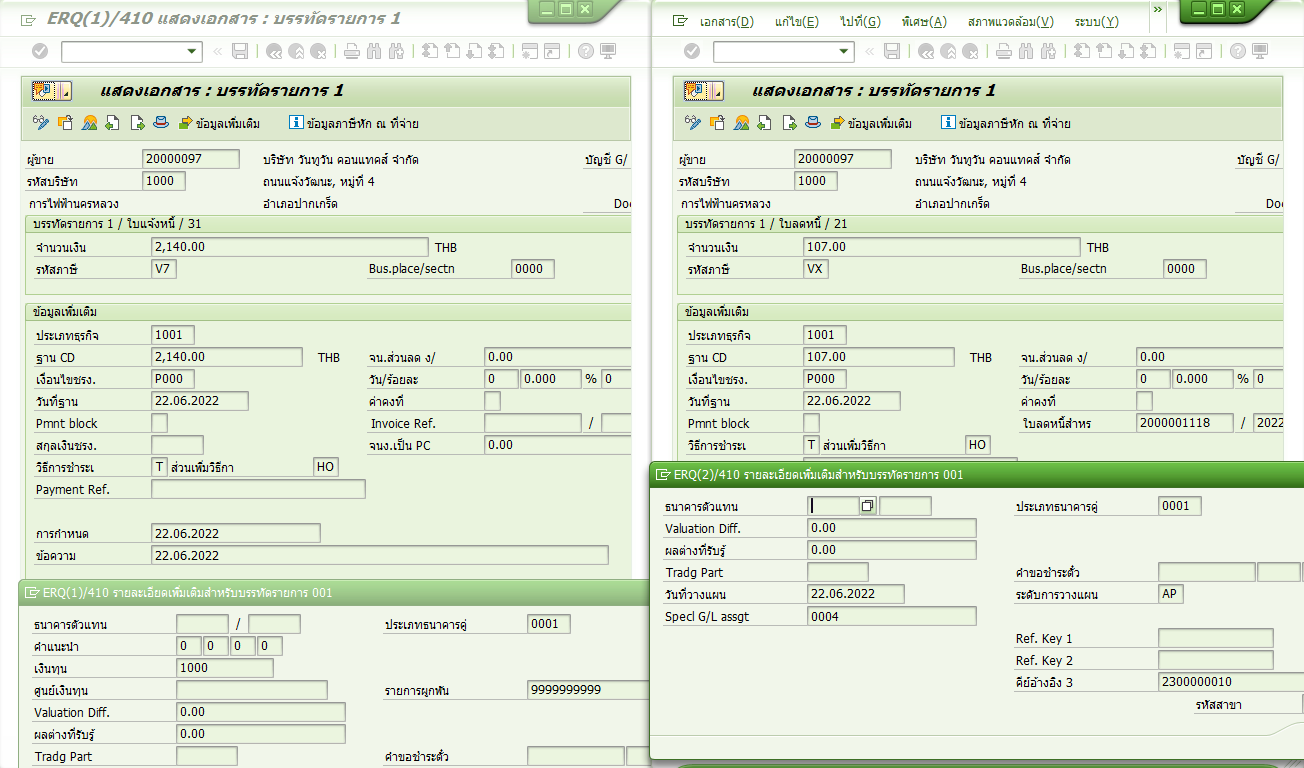 ERQ(1)/410 แสดงเอกสาร : บรรทัดรายการ 1
แสดงเอกสาร : บรรทัดรายการ 1
ข้อมูลเพิ่มเติม ข้อมูลภาษีหัก ณ ที่จ่าย
ผู้ขาย 20000097 บริษัท วันทูวัน คอนแทคส์ จำกัด บัญชี G/
รหัสบริษัท 1000 ถนนแจ้งวัฒนะ, หมู่ที่ 4
การไฟฟ้านครหลวง อำเภอปากเกร็ด Doc
บรรทัดรายการ 1 / ใบแจ้งหนี้ / 31
จำนวนเงิน 2,140.00 THB
รหัสภาษี V7 Bus.place/sectn 0000
ข้อมูลเพิ่มเติม
ประเภทธุรกิจ 1001
ฐาน CD 2,140.00 THB จน.ส่วนลด ง/ 0.00
เงื่อนไขชรง. P000 วัน/ร้อยละ 0 0.000 % 0
วันที่ฐาน 22.06.2022 ค่าคงที่
Pmnt block Invoice Ref. /
สกุลเงินชรง. จนง.เป็น PC 0.00
วิธีการชำระเ T ส่วนเพิ่มวิธีกา HO
Payment Ref.
การกำหนด 22.06.2022
ข้อความ 22.06.2022
ERQ(1)/410 รายละเอียดเพิ่มเติมสำหรับบรรทัดรายการ 001
ธนาคารตัวแทน / ประเภทธนาคารคู่ 0001
คำแนะนำ 0 0 0 0
เงินทุน 1000
ศูนย์เงินทุน รายการผูกพัน 9999999999
Valuation Diff. 0.00
ผลต่างที่รับรู้ 0.00
Tradg Part คำขอชำระตั๋ว
เอกสาร(D) แก้ไข(E) ไปที่(G) พิเศษ(A) สภาพแวดล้อม(V) ระบบ(Y) »
แสดงเอกสาร : บรรทัดรายการ 1
ข้อมูลเพิ่มเติม ข้อมูลภาษีหัก ณ ที่จ่าย
ผู้ขาย 20000097 บริษัท วันทูวัน คอนแทคส์ จำกัด บัญชี G/
รหัสบริษัท 1000 ถนนแจ้งวัฒนะ, หมู่ที่ 4
การไฟฟ้านครหลวง อำเภอปากเกร็ด Doc
บรรทัดรายการ 1 / ใบลดหนี้ / 21
จำนวนเงิน 107.00 THB
รหัสภาษี VX Bus.place/sectn 0000
ข้อมูลเพิ่มเติม
ประเภทธุรกิจ 1001
ฐาน CD 107.00 THB จน.ส่วนลด ง/ 0.00
เงื่อนไขชรง. P000 วัน/ร้อยละ 0 0.000 % 0
วันที่ฐาน 22.06.2022 ค่าคงที่
Pmnt block ใบลดหนี้สำหร 2000001118 / 2022
วิธีการชำระเ T ส่วนเพิ่มวิธีกา HO
ERQ(2)/410 รายละเอียดเพิ่มเติมสำหรับบรรทัดรายการ 001
ธนาคารตัวแทน ประเภทธนาคารคู่ 0001
Valuation Diff. 0.00
ผลต่างที่รับรู้ 0.00
Tradg Part คำขอชำระตั๋ว
วันที่วางแผน 22.06.2022 ระดับการวางแผน AP
Specl G/L assgt 0004
Ref. Key 1
Ref. Key 2
คีย์อ้างอิง 3 2300000010
รหัสสาขา